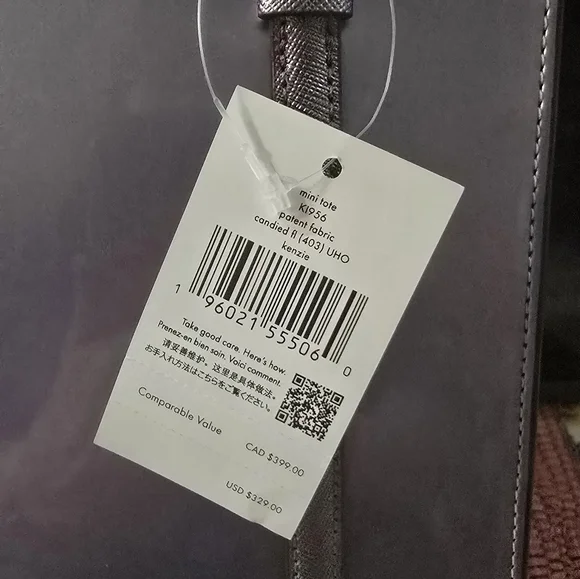 mini tote
K1956
patent fabric
candied fl (403) UHO
kenzie
1 96021 55506 0
Take good care. Here's how.
Prenez-en bien soin. Voici comment.
请妥善维护。这里是具体做法。
お手入れ方法はこちらをご覧ください。
Comparable Value
CAD $399.00
USD $329.00